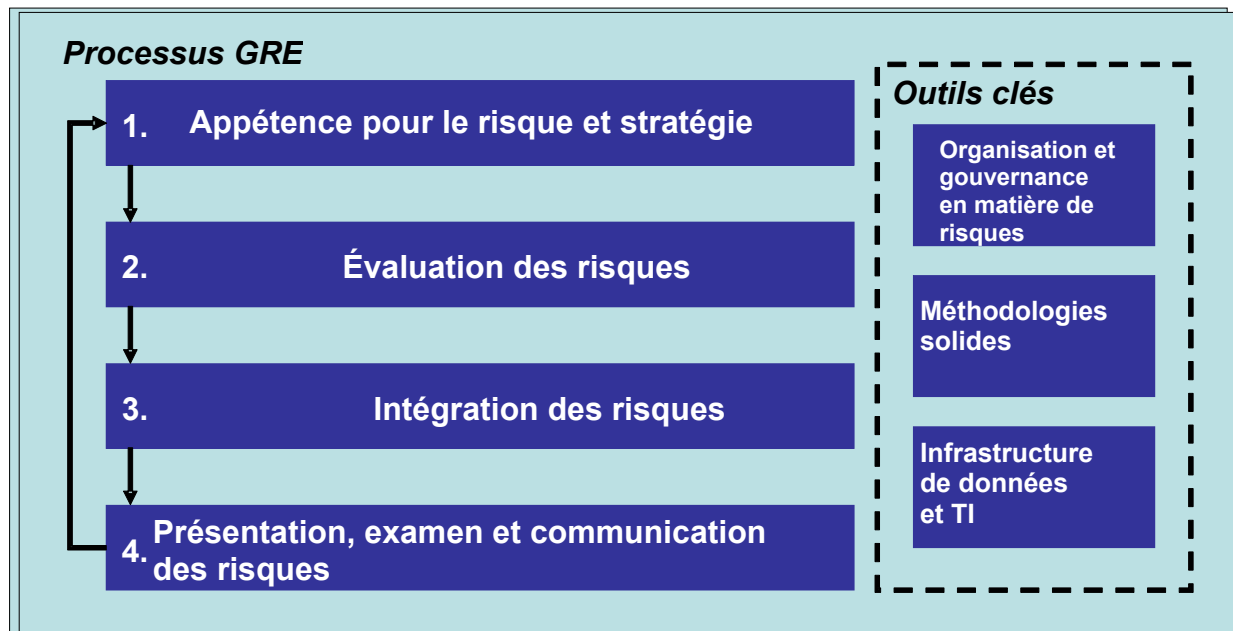 Processus GRE
1. Appétence pour le risque et stratégie
2. Évaluation des risques
3. Intégration des risques
4. Présentation, examen et communication
des risques
Outils clés
Organisation et
gouvernance
en matière de
risques
Méthodologies
solides
Infrastructure
de données
et TI